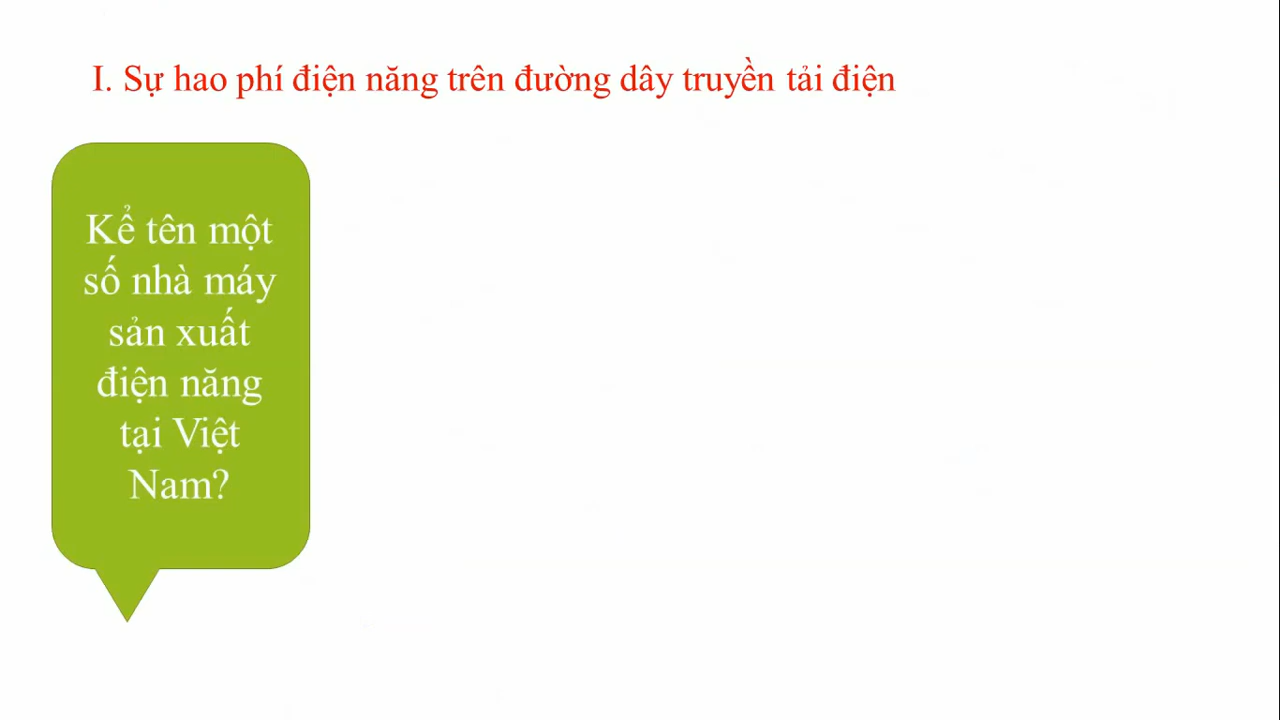 I. Sự hao phí điện năng trên đường dây truyền tải điện
Kể tên một
số nhà máy
sản xuất
điện năng
tại Việt
Nam?